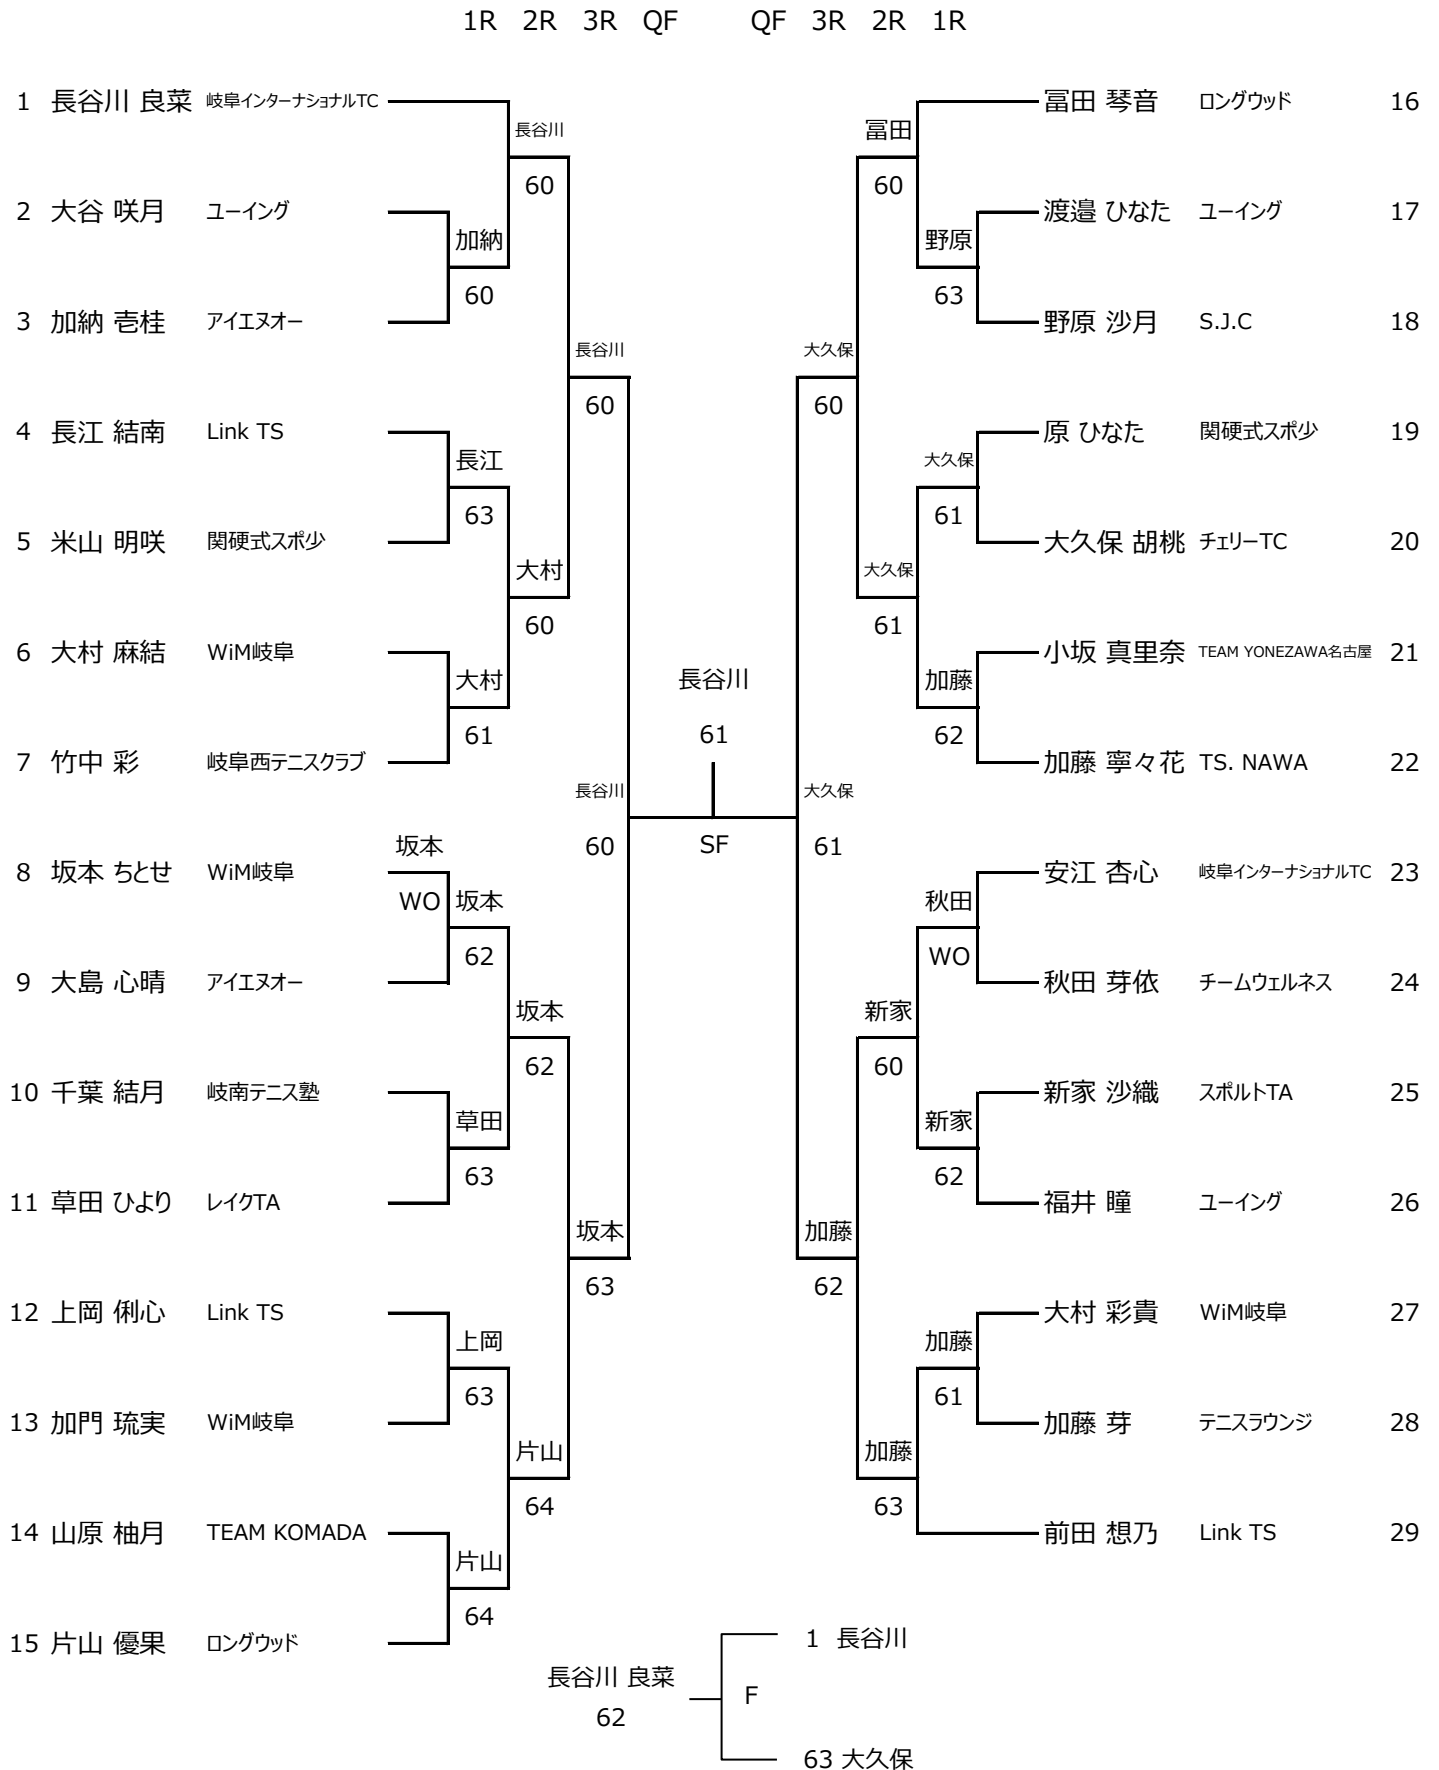 1R 2R 3R QF QF 3R 2R 1R
1 長谷川 良菜 岐阜インターナショナルTC 冨田 琴音 ロングウッド 16
長谷川 冨田
60 60
2 大谷 咲月 ユーイング 渡邉 ひなた ユーイング 17
加納 野原
60 63
3 加納 壱桂 アイエヌオー 野原 沙月 S.J.C 18
長谷川 大久保
60 60
4 長江 結南 Link TS 原 ひなた 関硬式スポ少 19
長江 大久保
63 61
5 米山 明咲 関硬式スポ少 大久保 胡桃 チェリーTC 20
大村 大久保
60 61
6 大村 麻結 WiM岐阜 小坂 真里奈 TEAM YONEZAWA名古屋 21
大村 長谷川 加藤
61 61 62
7 竹中 彩 岐阜西テニスクラブ 加藤 寧々花 TS. NAWA 22
長谷川 大久保
60 SF 61
坂本
8 坂本 ちとせ WiM岐阜 安江 杏心 岐阜インターナショナルTC 23
WO 坂本 秋田
62 WO
9 大島 心晴 アイエヌオー 秋田 芽依 チームウェルネス 24
坂本 新家
62 60
10 千葉 結月 岐南テニス塾 新家 沙織 スポルトTA 25
草田 新家
63 62
11 草田 ひより レイクTA 福井 瞳 ユーイング 26
坂本 加藤
63 62
12 上岡 俐心 Link TS 大村 彩貴 WiM岐阜 27
上岡 加藤
63 61
13 加門 琉実 WiM岐阜 加藤 芽 テニスラウンジ 28
片山 加藤
64 63
14 山原 柚月 TEAM KOMADA 前田 想乃 Link TS 29
片山
64
15 片山 優果 ロングウッド
1 長谷川
長谷川 良菜
62 F
63 大久保